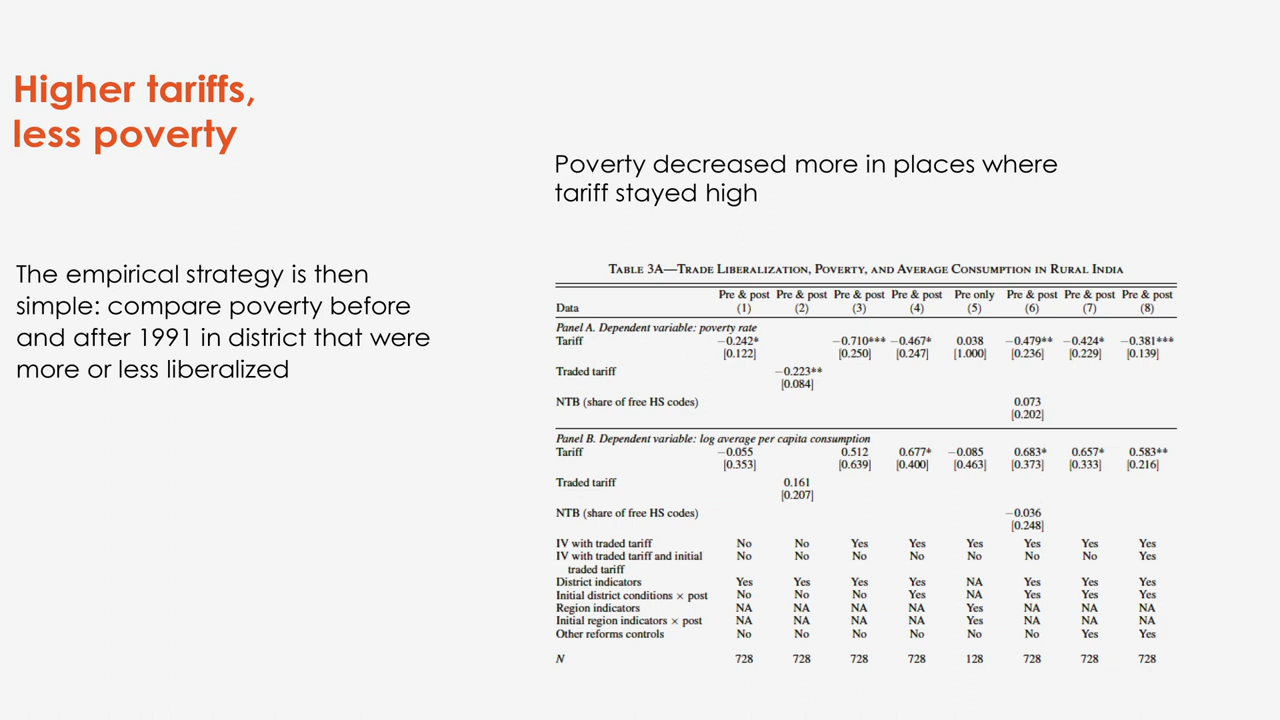 Higher tariffs,
less poverty
The empirical strategy is then
simple: compare poverty before
and after 1991 in district that were
more or less liberalized
Poverty decreased more in places where
tariff stayed high
TABLE 3A—TRADE LIBERALIZATION, POVERTY, AND AVERAGE CONSUMPTION IN RURAL INDIA
Pre & post Pre & post Pre & post Pre & post Pre only Pre & post Pre & post Pre & post
Data (1) (2) (3) (4) (5) (6) (7) (8)
Panel A. Dependent variable: poverty rate
Tariff −0.242* −0.710*** −0.467* 0.038 −0.479** −0.424* −0.381***
[0.122] [0.250] [0.247] [1.000] [0.236] [0.229] [0.139]
Traded tariff −0.223**
[0.084]
NTB (share of free HS codes) 0.073
[0.202]
Panel B. Dependent variable: log average per capita consumption
Tariff −0.055 0.512 0.677* −0.085 0.683* 0.657* 0.583**
[0.353] [0.639] [0.400] [0.463] [0.373] [0.333] [0.216]
Traded tariff 0.161
[0.207]
NTB (share of free HS codes) −0.036
[0.248]
IV with traded tariff No No Yes Yes Yes Yes Yes Yes
IV with traded tariff and initial No No No No No No No Yes
traded tariff
District indicators Yes Yes Yes Yes NA Yes Yes Yes
Initial district conditions × post No No No Yes NA Yes Yes Yes
Region indicators NA NA NA NA Yes NA NA NA
Initial region indicators × post NA NA NA NA Yes NA NA NA
Other reforms controls No No No No No No Yes Yes
N 728 728 728 728 128 728 728 728